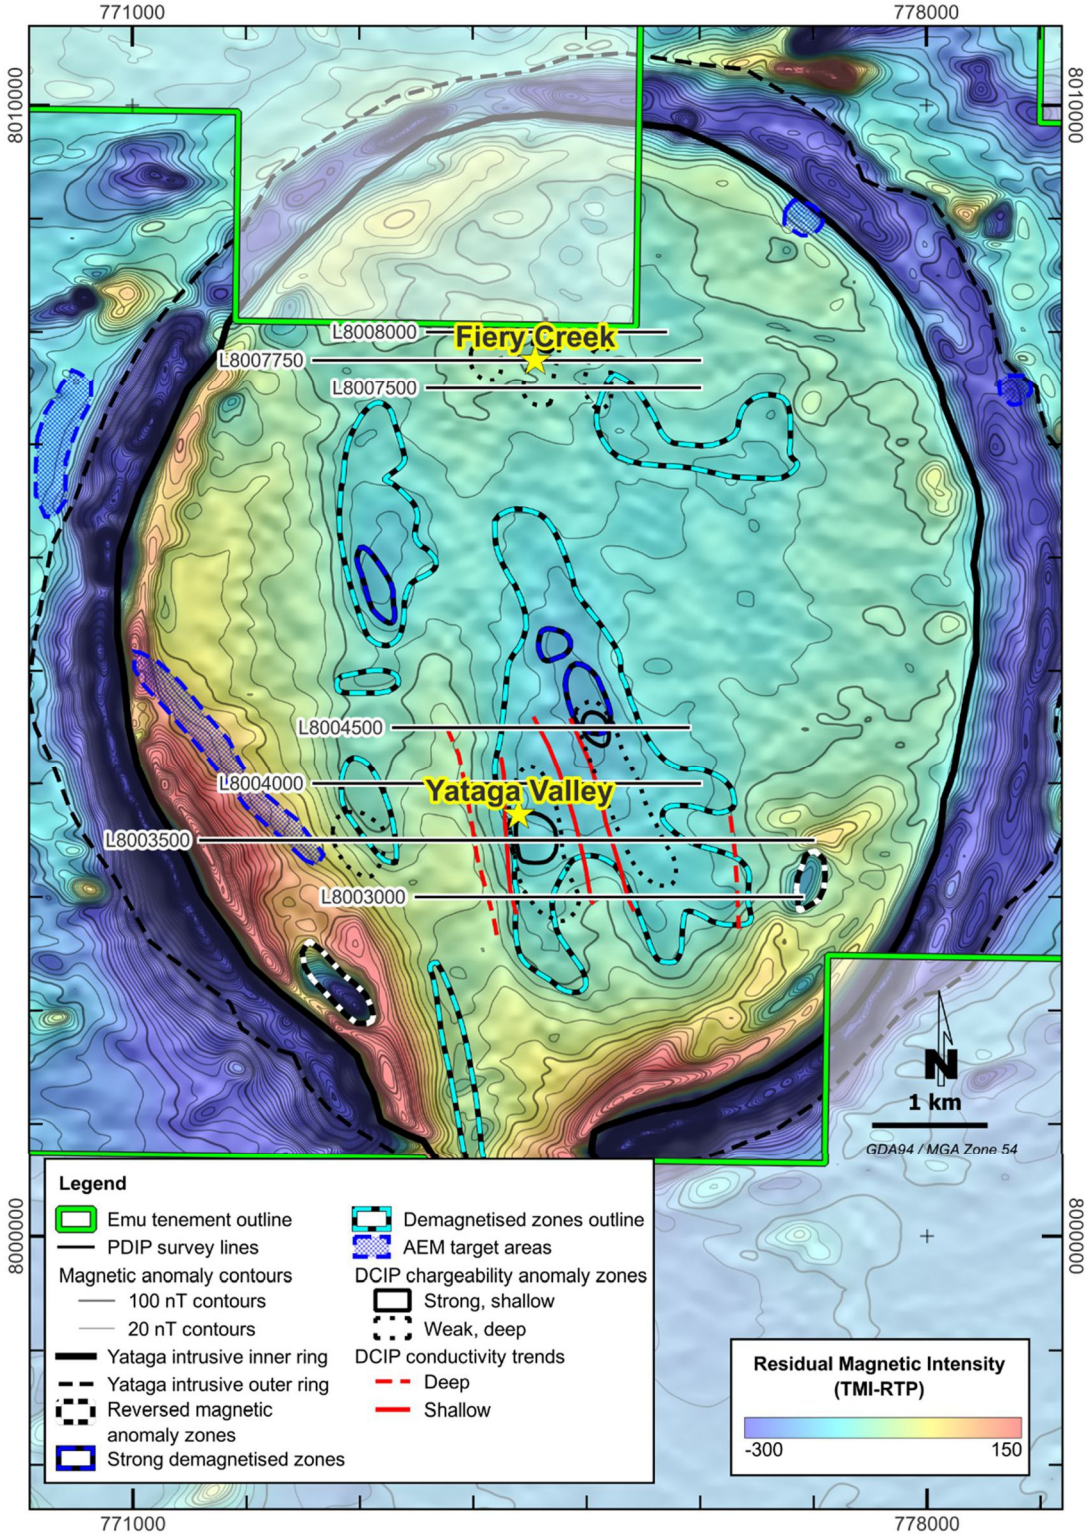 771000
778000
8010000
8010000
L8008000
Fiery Creek
L8007750
L8007500
L8004500
L8004000
Yataga Valley
L8003500
L8003000
N
1 km
GDA94 / MGA Zone 54
8000000
8000000
Legend
Emu tenement outline
PDIP survey lines
Magnetic anomaly contours
100 nT contours
20 nT contours
Yataga intrusive inner ring
Yataga intrusive outer ring
Reversed magnetic
anomaly zones
Strong demagnetised zones
Demagnetised zones outline
AEM target areas
DCIP chargeability anomaly zones
Strong, shallow
Weak, deep
DCIP conductivity trends
Deep
Shallow
Residual Magnetic Intensity
(TMI-RTP)
-300
150
771000
778000